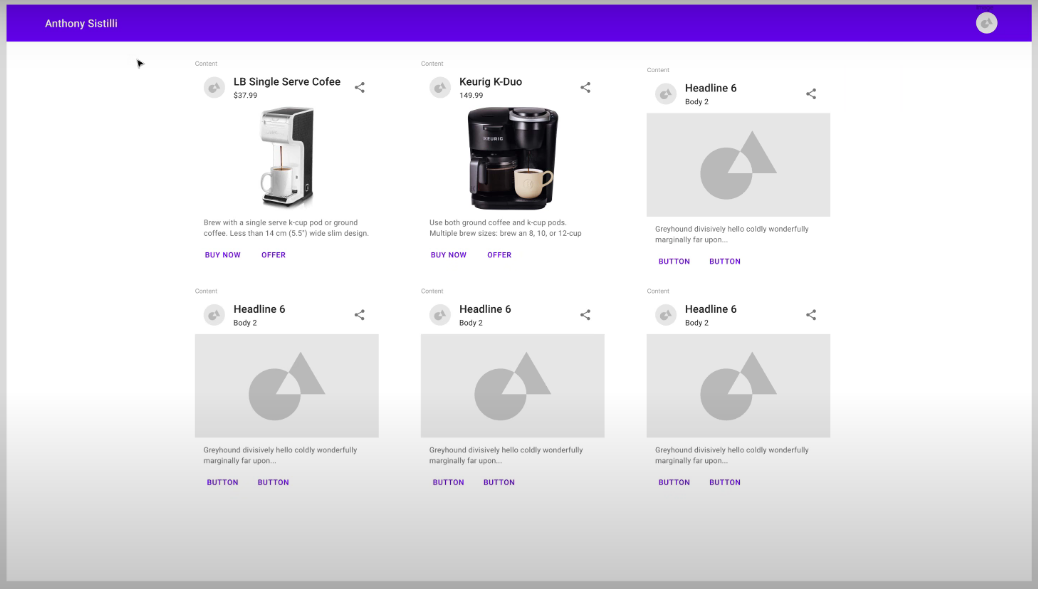 Anthony Sistilli
Content
LB Single Serve Cofee
$37.99
Brew with a single serve k-cup pod or ground
coffee. Less than 14 cm (5.5") wide slim design.
BUY NOW OFFER
Content
Keurig K-Duo
149.99
KEURIG
Use both ground coffee and k-cup pods.
Multiple brew sizes: brew an 8, 10, or 12-cup
BUY NOW OFFER
Content
Headline 6
Body 2
Greyhound divisively hello coldly wonderfully
marginally far upon...
BUTTON BUTTON
Content
Headline 6
Body 2
Greyhound divisively hello coldly wonderfully
marginally far upon...
BUTTON BUTTON
Content
Headline 6
Body 2
Greyhound divisively hello coldly wonderfully
marginally far upon...
BUTTON BUTTON
Content
Headline 6
Body 2
Greyhound divisively hello coldly wonderfully
marginally far upon...
BUTTON BUTTON